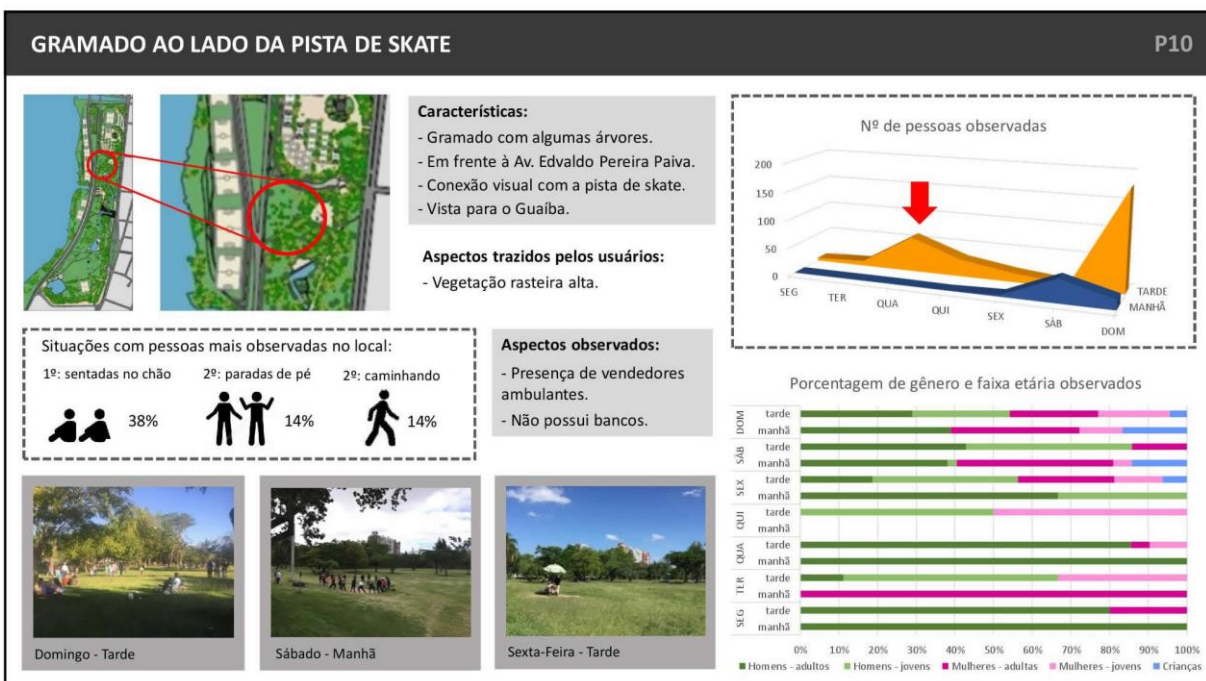 GRAMADO AO LADO DA PISTA DE SKATE
P10
Características:
- Gramado com algumas árvores.
- Em frente à Av. Edvaldo Pereira Paiva.
- Conexão visual com a pista de skate.
- Vista para o Guaíba.
Aspectos trazidos pelos usuários:
- Vegetação rasteira alta.
Nº de pessoas observadas
200
150
100
50
0
SEG
TER
QUA
QUI
SEX
SÁB
DOM
TARDE
MANHÃ
Situações com pessoas mais observadas no local:
1º: sentadas no chão
2º: paradas de pé
2º: caminhando
38%
14%
14%
Aspectos observados:
- Presença de vendedores
ambulantes.
- Não possui bancos.
Domingo - Tarde
Sábado - Manhã
Sexta-Feira - Tarde
Porcentagem de gênero e faixa etária observados
DOM
tarde
manhã
SÁB
tarde
manhã
SEX
tarde
manhã
QUI
tarde
manhã
QUA
tarde
manhã
TER
tarde
manhã
SEG
tarde
manhã
0% 10% 20% 30% 40% 50% 60% 70% 80% 90% 100%
Homens - adultos Homens - jovens Mulheres - adultas Mulheres - jovens Crianças